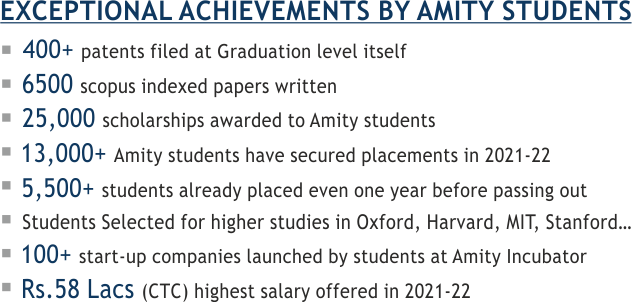 EXCEPTIONAL ACHIEVEMENTS BY AMITY STUDENTS
400+ patents filed at Graduation level itself
6500 scopus indexed papers written
25,000 scholarships awarded to Amity students
13,000+ Amity students have secured placements in 2021-22
5,500+ students already placed even one year before passing out
Students Selected for higher studies in Oxford, Harvard, MIT, Stanford...
100+ start-up companies launched by students at Amity Incubator
Rs.58 Lacs (CTC) highest salary offered in 2021-22